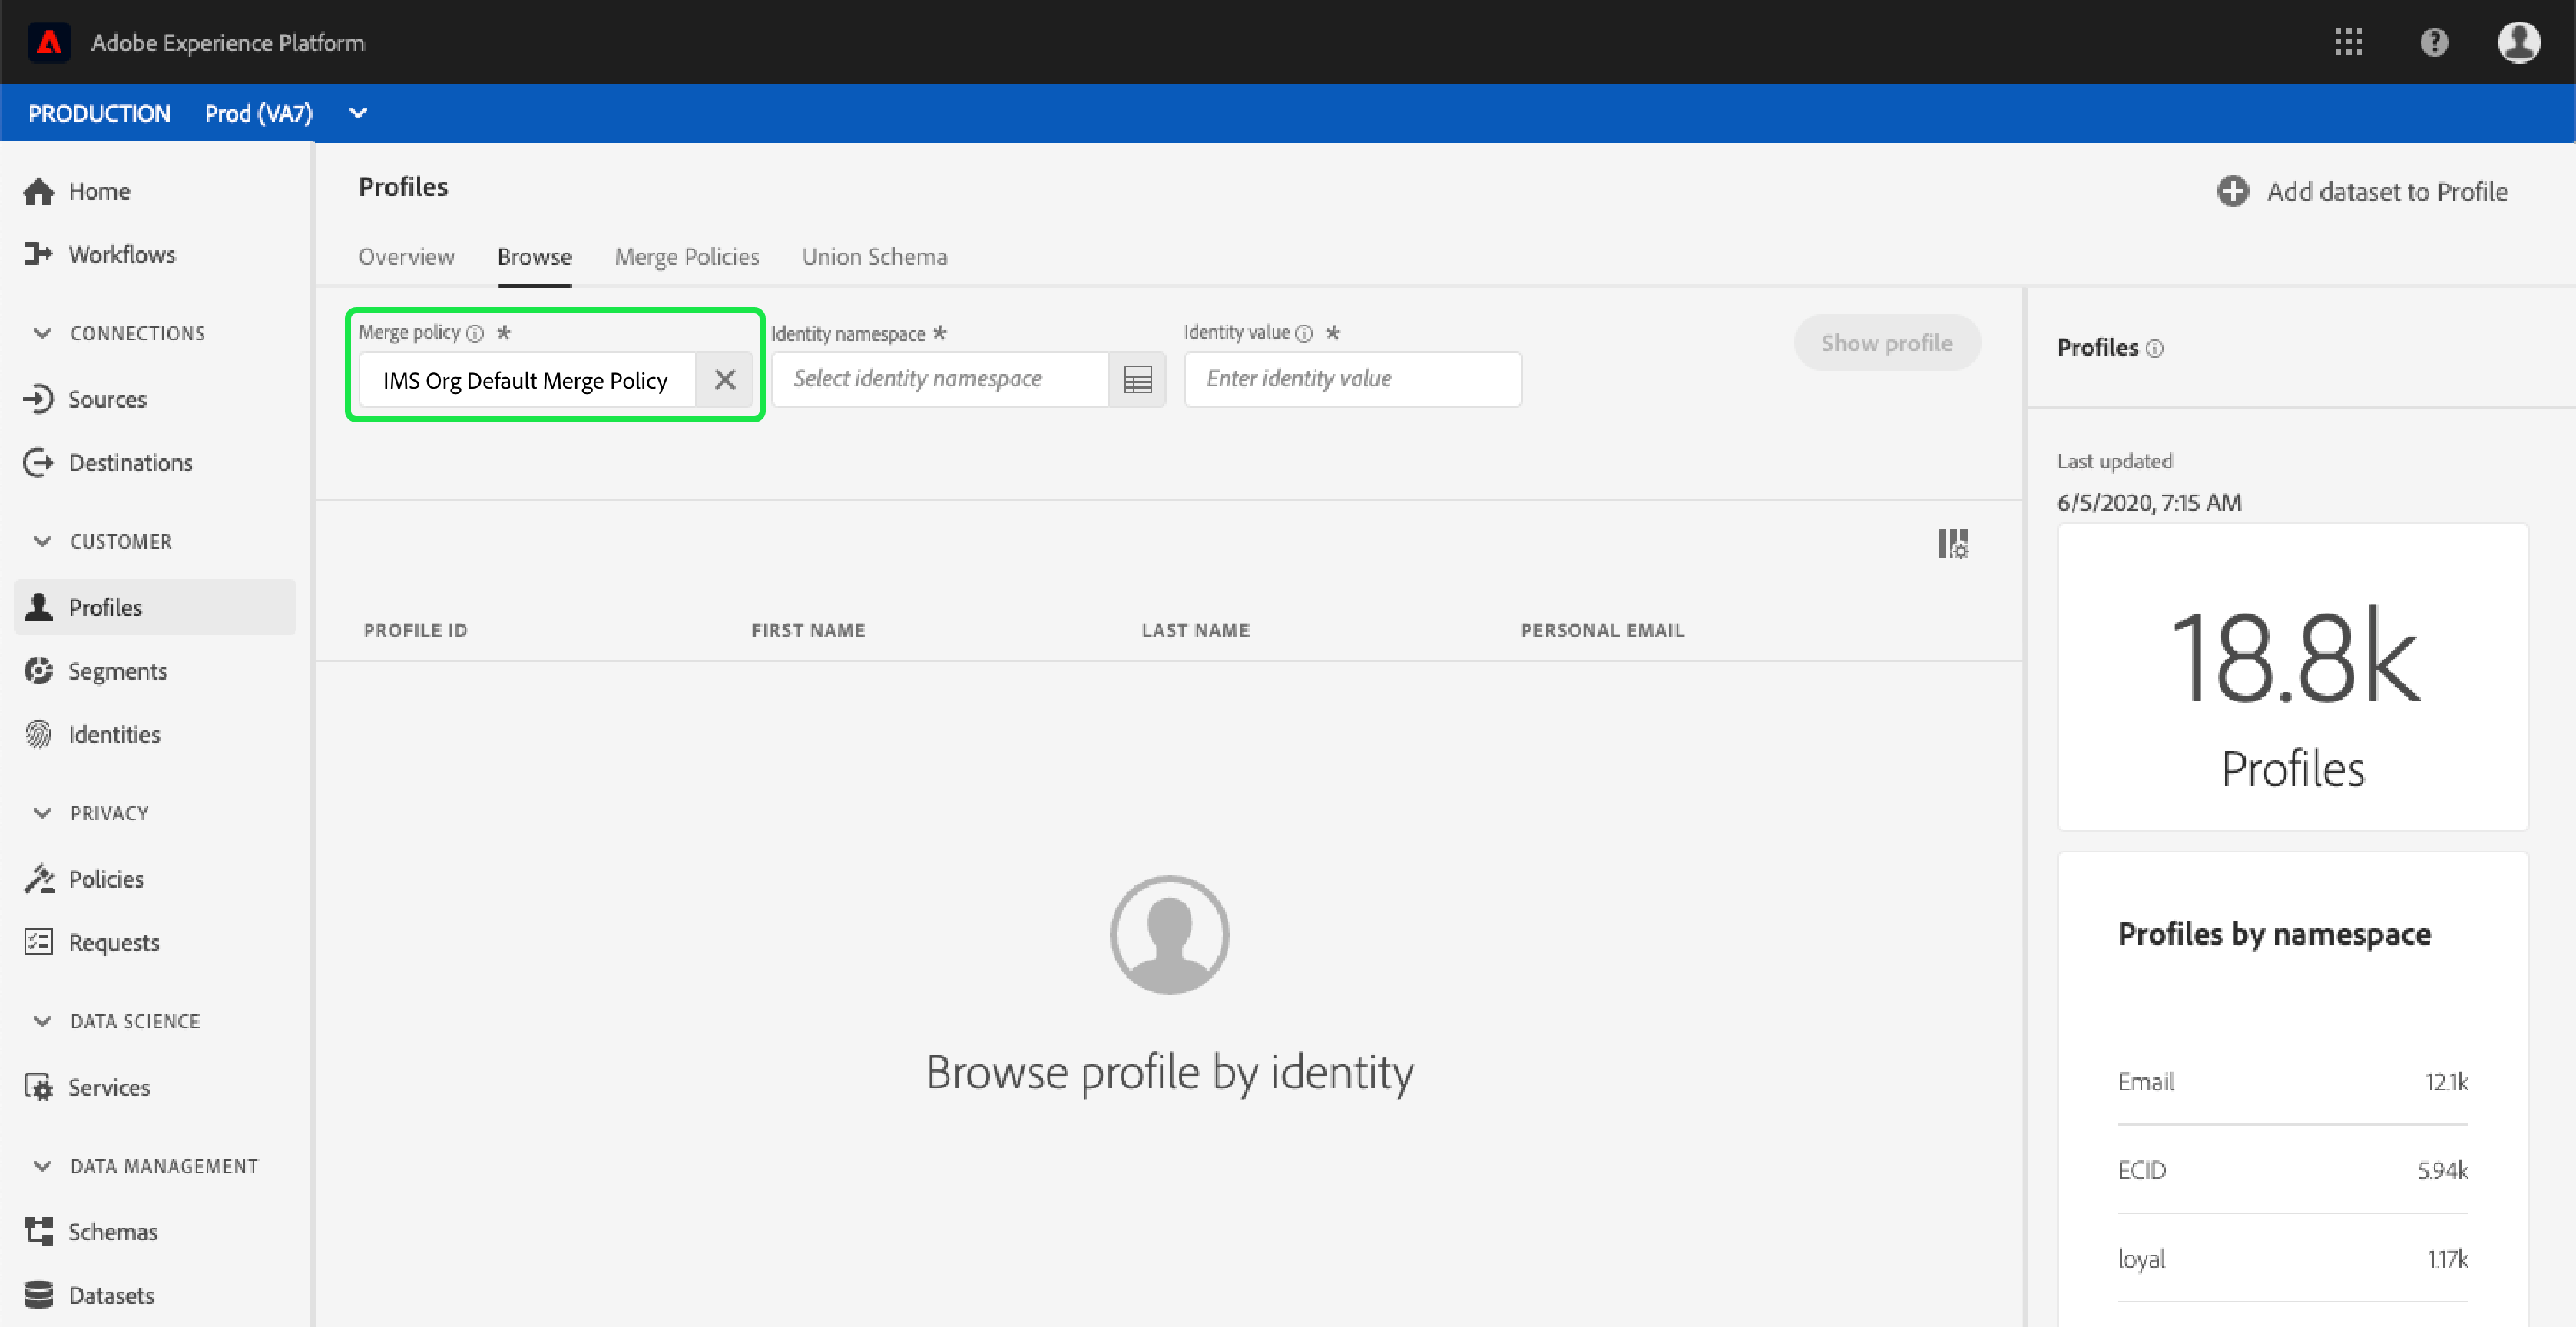 Adobe Experience Platform
PRODUCTION Prod (VA7)
Home
Workflows
CONNECTIONS
Sources
Destinations
CUSTOMER
Profiles
Segments
Identities
PRIVACY
Policies
Requests
DATA SCIENCE
Services
DATA MANAGEMENT
Schemas
Datasets
Profiles
Add dataset to Profile
Overview Browse Merge Policies Union Schema
Merge policy *
IMS Org Default Merge Policy
Identity namespace *
Select identity namespace
Identity value *
Enter identity value
Show profile
PROFILE ID FIRST NAME LAST NAME PERSONAL EMAIL
Browse profile by identity
Profiles
Last updated
6/5/2020, 7:15 AM
18.8k
Profiles
Profiles by namespace
Email 12.1k
ECID 5.94k
loyal 1.17k